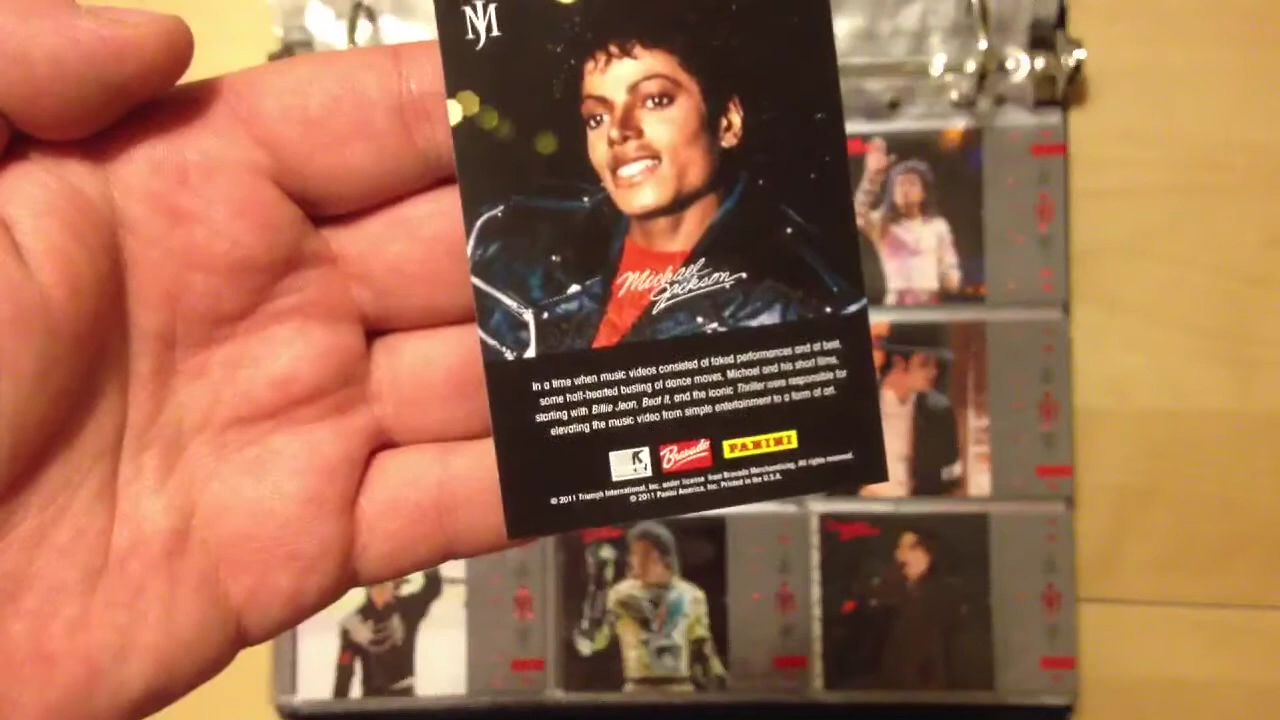 MJ
Michael
Jackson
In a time when music videos consisted of faked performances and at best,
some half-hearted busting of dance moves, Michael and his short films,
starting with Billie Jean, Beat It, and the iconic Thriller were responsible for
elevating the music video from simple entertainment to a form of art.
Bravado PANINI
© 2011 Triumph International, Inc. under license from Bravado Merchandising. All rights reserved.
© 2011 Panini America, Inc. Printed in the U.S.A.